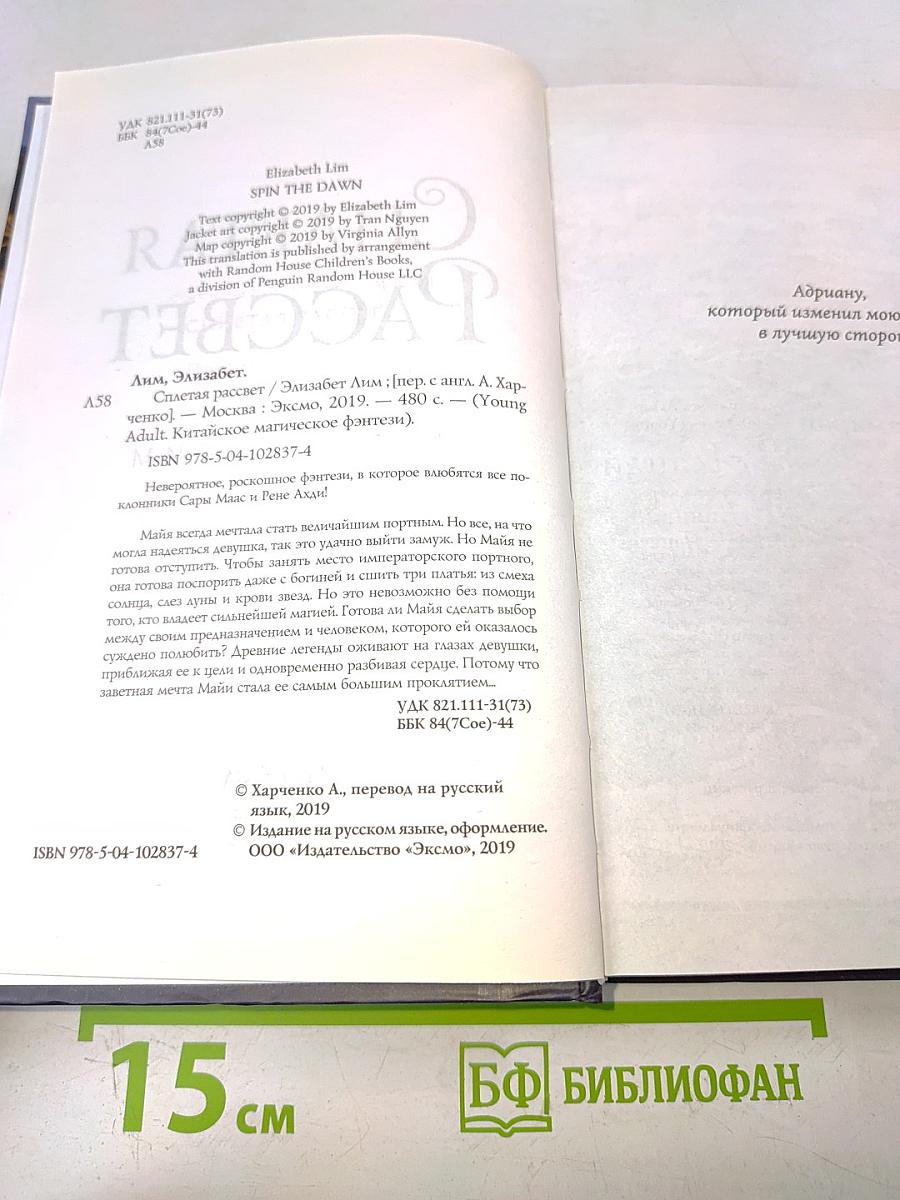 УДК 821.111-31(73)
ББК 84(7Сое)-44
Л58
Elizabeth Lim
SPIN THE DAWN
Text copyright © 2019 by Elizabeth Lim
Jacket art copyright © 2019 by Tran Nguyen
Map copyright © 2019 by Virginia Allyn
This translation is published by arrangement
with Random House Children's Books,
a division of Penguin Random House LLC
Лим, Элизабет.
Л58 Сплетая рассвет / Элизабет Лим ; [пер. с англ. А. Хар-
ченко]. — Москва : Эксмо, 2019. — 480 с. — (Young
Adult. Китайское магическое фэнтези).
ISBN 978-5-04-102837-4
Невероятное, роскошное фэнтези, в которое влюбятся все по-
клонники Сары Маас и Рене Ахди!
Майя всегда мечтала стать величайшим портным. Но все, на что
могла надеяться девушка, так это удачно выйти замуж. Но Майя не
готова отступить. Чтобы занять место императорского портного,
она готова поспорить даже с богиней и сшить три платья: из смеха
солнца, слез луны и крови звезд. Но это невозможно без помощи
того, кто владеет сильнейшей магией. Готова ли Майя сделать выбор
между своим предназначением и человеком, которого ей оказалось
суждено полюбить? Древние легенды оживают на глазах девушки,
приближая ее к цели и одновременно разбивая сердце. Потому что
заветная мечта Майи стала ее самым большим проклятием...
УДК 821.111-31(73)
ББК 84(7Сое)-44
© Харченко А., перевод на русский
язык, 2019
© Издание на русском языке, оформление.
ООО «Издательство «Эксмо», 2019
ISBN 978-5-04-102837-4
Адриану,
который изменил мою
в лучшую сторо
15 см
БФ БИБЛИОФАН